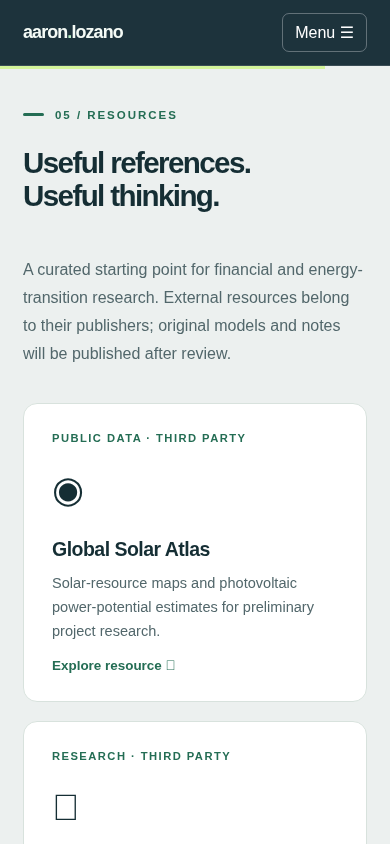 aaron.lozano
Menu ☰
05 / RESOURCES
Useful references.
Useful thinking.
A curated starting point for financial and energy-
transition research. External resources belong
to their publishers; original models and notes
will be published after review.
PUBLIC DATA · THIRD PARTY
◉
Global Solar Atlas
Solar-resource maps and photovoltaic
power-potential estimates for preliminary
project research.
Explore resource
RESEARCH · THIRD PARTY